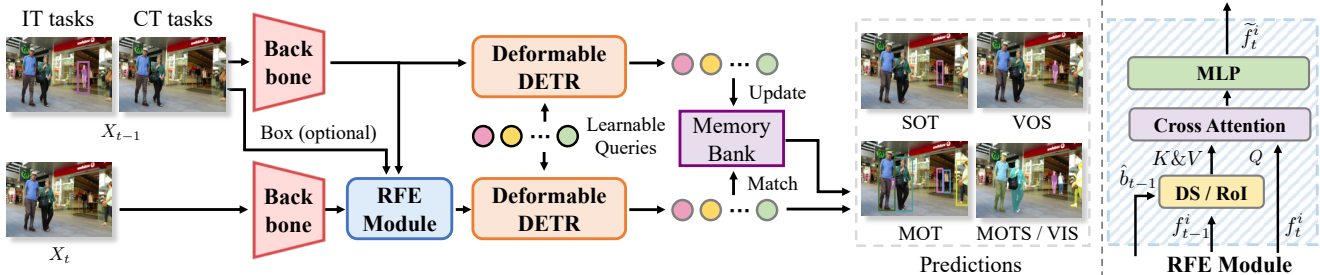 IT tasks
CT tasks
X_{t-1}
Back
bone
Deformable
DETR
Update
Box (optional)
Learnable
Queries
Memory
Bank
X_t
Back
bone
RFE
Module
Deformable
DETR
Match
SOT
VOS
MOT
MOTS / VIS
Predictions
\widetilde{f}_t^i
MLP
Cross Attention
K&V
Q
\hat{b}_{t-1}
DS / RoI
f_{t-1}^i
f_t^i
RFE Module